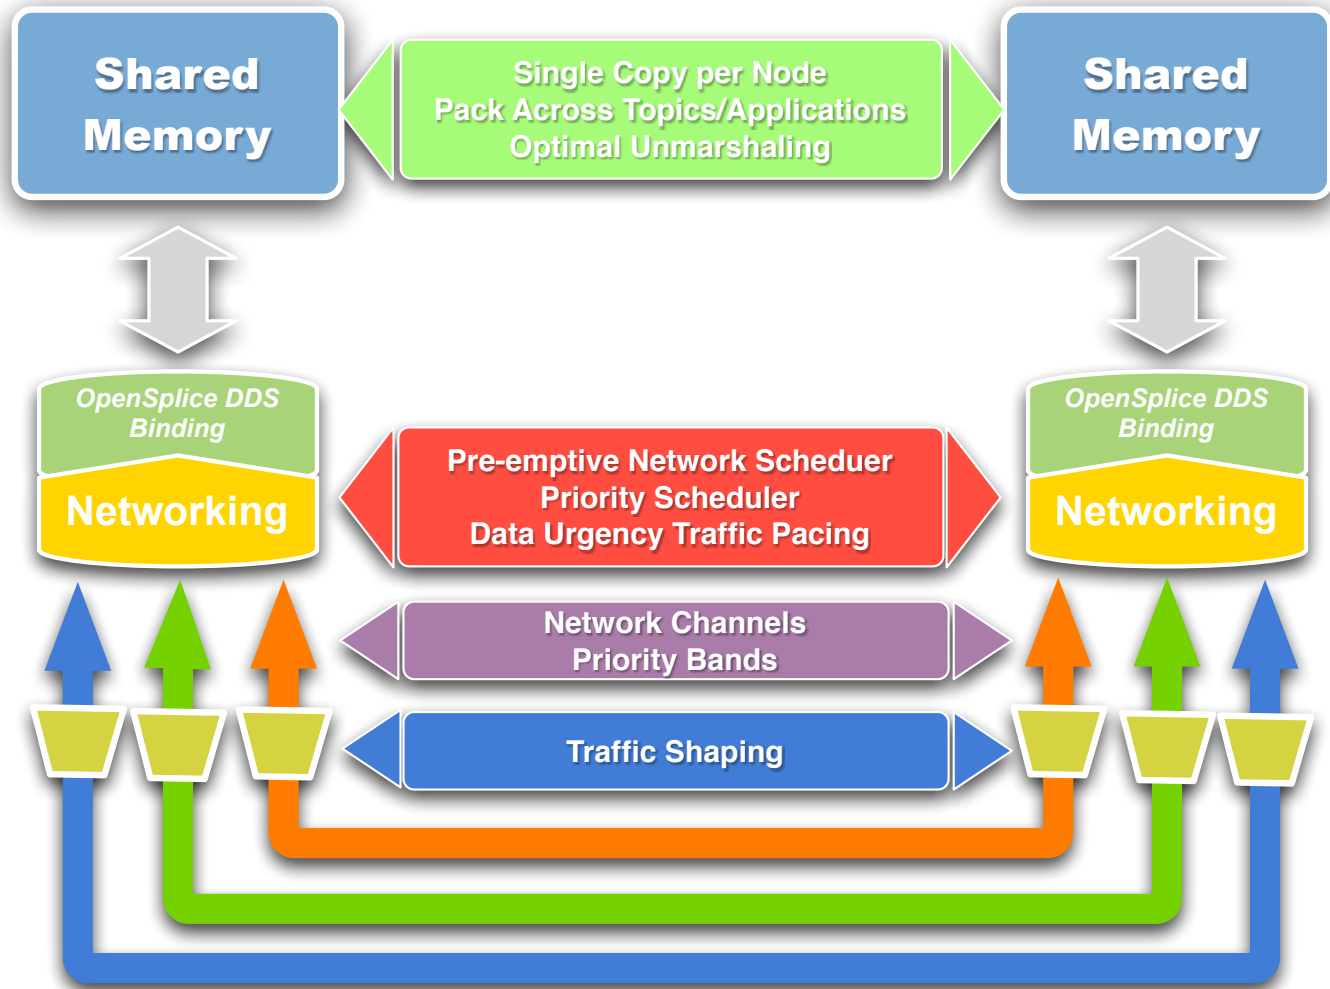 Shared
Memory
Single Copy per Node
Pack Across Topics/Applications
Optimal Unmarshaling
Shared
Memory
OpenSplice DDS
Binding
Networking
Pre-emptive Network Scheduer
Priority Scheduler
Data Urgency Traffic Pacing
OpenSplice DDS
Binding
Networking
Network Channels
Priority Bands
Traffic Shaping